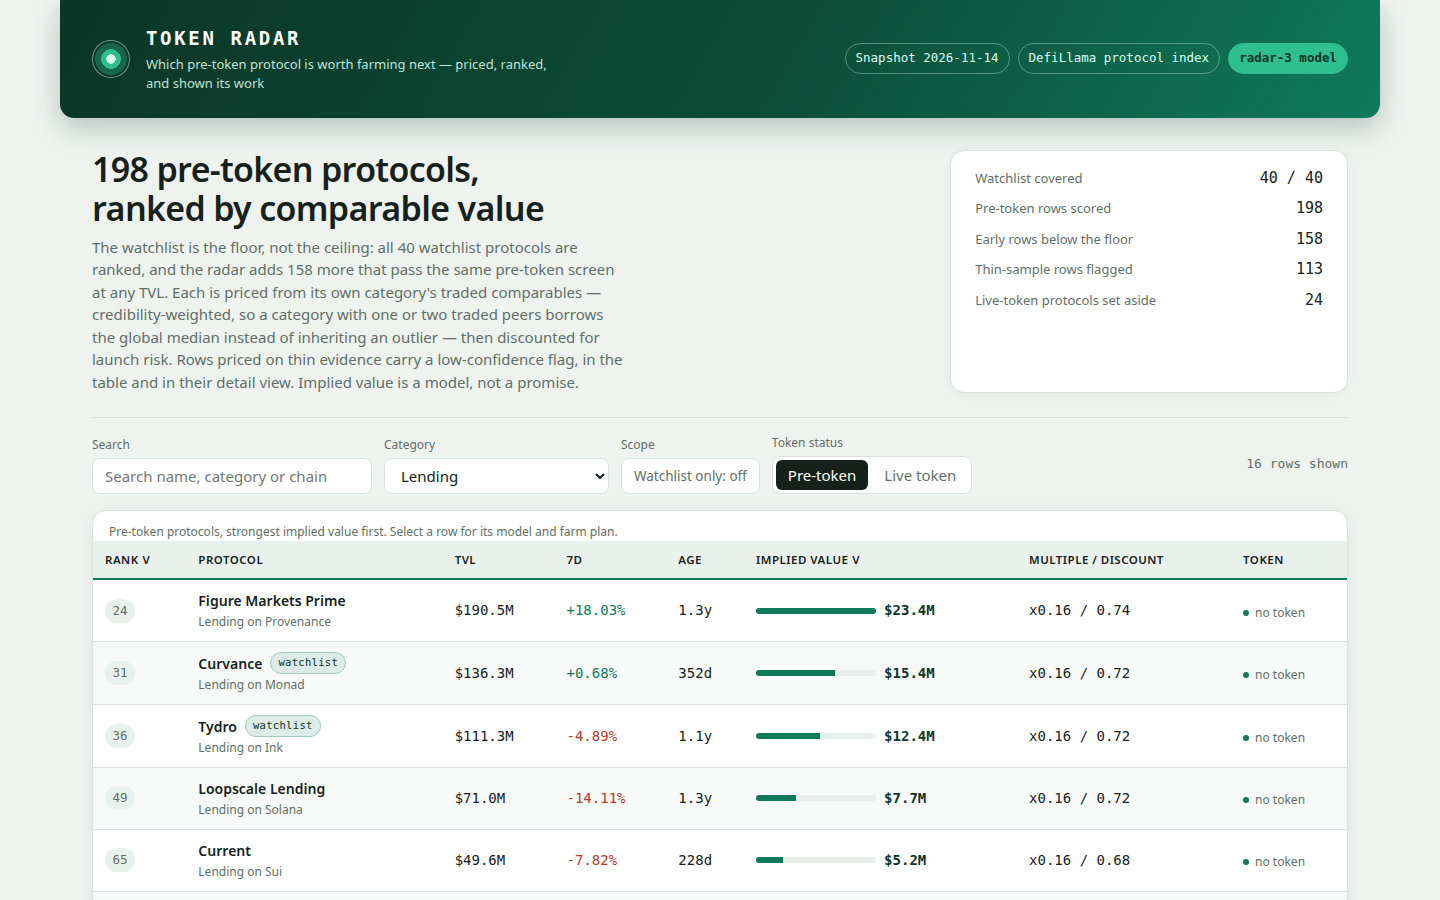 TOKEN RADAR
Which pre-token protocol is worth farming next — priced, ranked,
and shown its work
Snapshot 2026-11-14
DefiLlama protocol index
radar-3 model
198 pre-token protocols,
ranked by comparable value
The watchlist is the floor, not the ceiling: all 40 watchlist protocols are
ranked, and the radar adds 158 more that pass the same pre-token screen
at any TVL. Each is priced from its own category's traded comparables —
credibility-weighted, so a category with one or two traded peers borrows
the global median instead of inheriting an outlier — then discounted for
launch risk. Rows priced on thin evidence carry a low-confidence flag, in the
table and in their detail view. Implied value is a model, not a promise.
Watchlist covered 40 / 40
Pre-token rows scored 198
Early rows below the floor 158
Thin-sample rows flagged 113
Live-token protocols set aside 24
Search Category Scope Token status
Search name, category or chain Lending Watchlist only: off Pre-token Live token 16 rows shown
Pre-token protocols, strongest implied value first. Select a row for its model and farm plan.
RANK V PROTOCOL TVL 7D AGE IMPLIED VALUE V MULTIPLE / DISCOUNT TOKEN
24 Figure Markets Prime $190.5M +18.03% 1.3y $23.4M x0.16 / 0.74 no token
Lending on Provenance
31 Curvance watchlist $136.3M +0.68% 352d $15.4M x0.16 / 0.72 no token
Lending on Monad
36 Tydro watchlist $111.3M -4.89% 1.1y $12.4M x0.16 / 0.72 no token
Lending on Ink
49 Loopscale Lending $71.0M -14.11% 1.3y $7.7M x0.16 / 0.72 no token
Lending on Solana
65 Current $49.6M -7.82% 228d $5.2M x0.16 / 0.68 no token
Lending on Sui